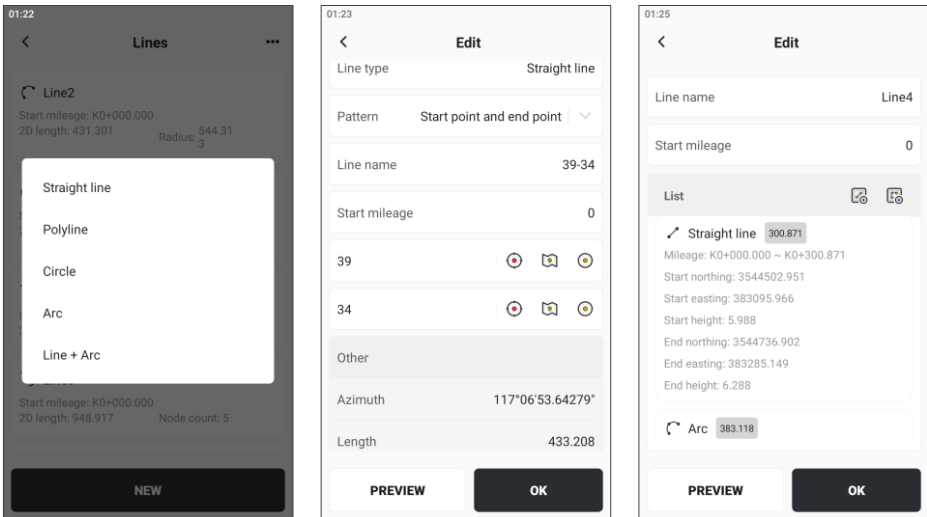 01:22
Lines
Line2
Start mileage: K0+000.000
2D length: 431.301
Radius: 544.31
3
Straight line
Polyline
Circle
Arc
Line + Arc
Start mileage: K0+000.000
2D length: 948.917
Node count: 5
NEW
01:23
Edit
Line type
Straight line
Pattern
Start point and end point
Line name
39-34
Start mileage
0
39
34
Other
Azimuth
117°06'53.64279"
Length
433.208
PREVIEW
OK
01:25
Edit
Line name
Line4
Start mileage
0
List
Straight line 300.871
Mileage: K0+000.000 ~ K0+300.871
Start northing: 3544502.951
Start easting: 383095.966
Start height: 5.988
End northing: 3544736.902
End easting: 383285.149
End height: 6.288
Arc 383.118
PREVIEW
OK